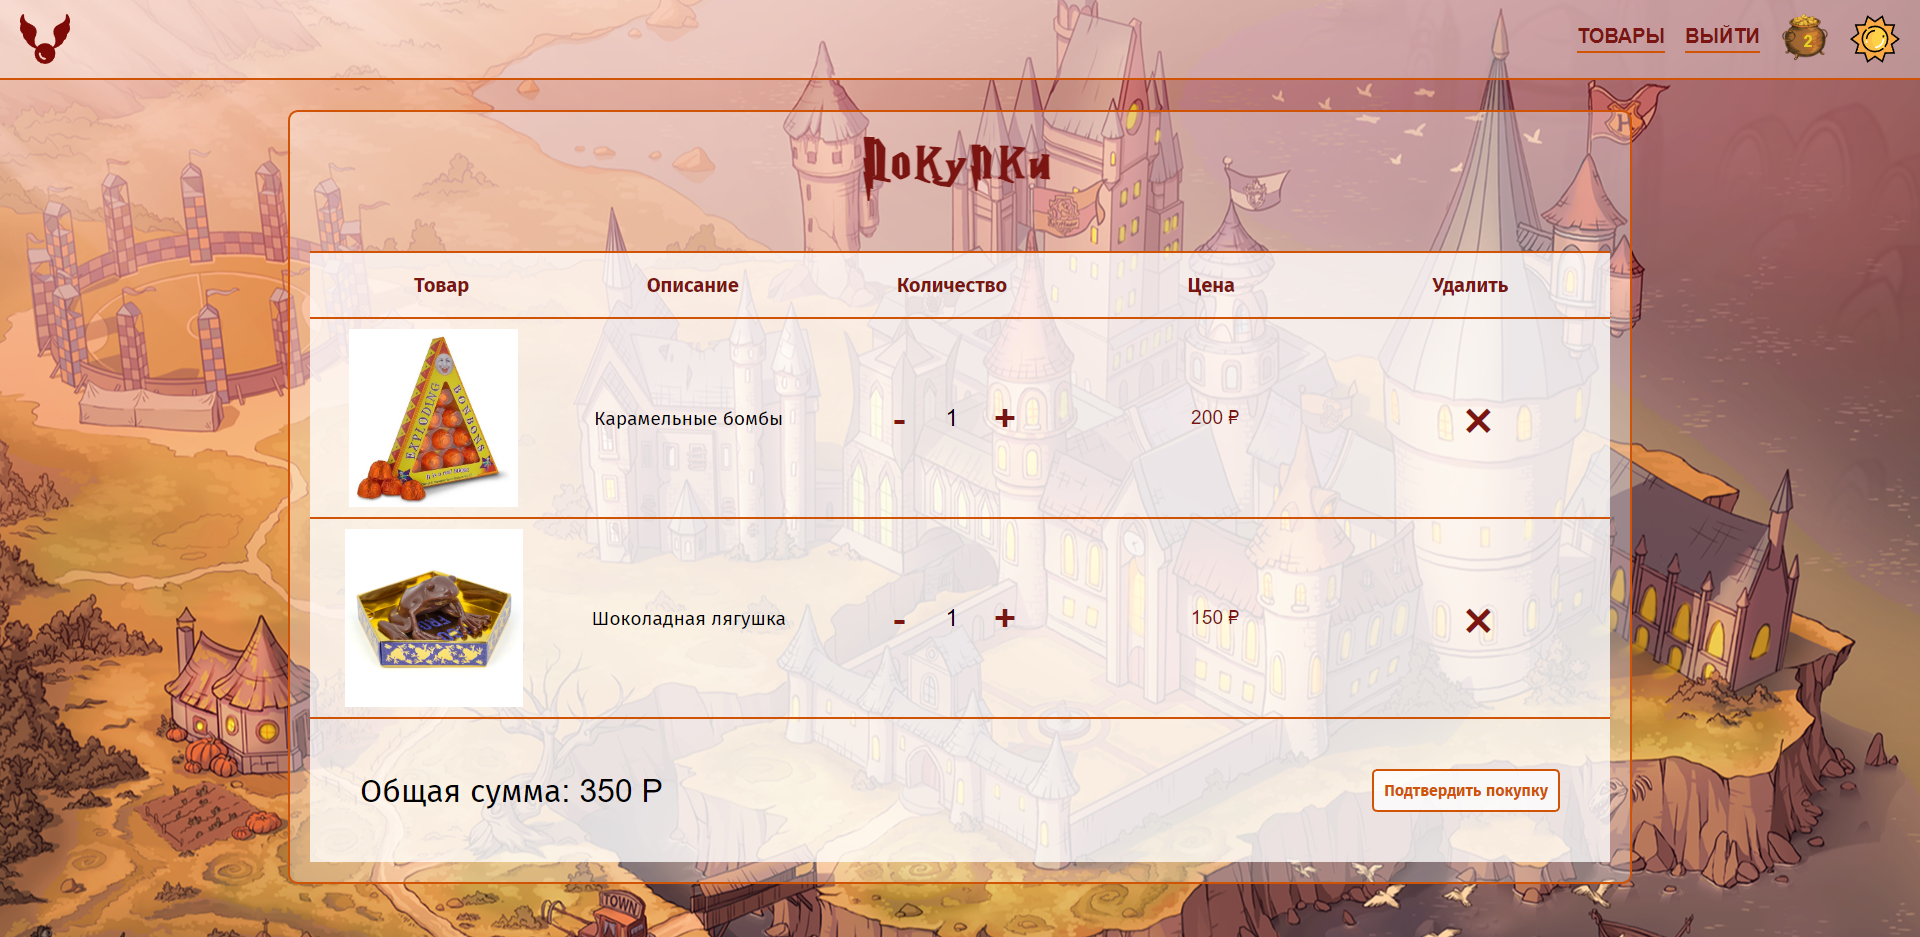 ТОВАРЫ ВЫЙТИ 2
H
Покупки
Товар Описание Количество Цена Удалить
EXPLODING BONBONS
Карамельные бомбы - 1 + 200 ₽ ×
Шоколадная лягушка - 1 + 150 ₽ ×
FRO
Общая сумма: 350 Р
Подтвердить покупку
TOWN